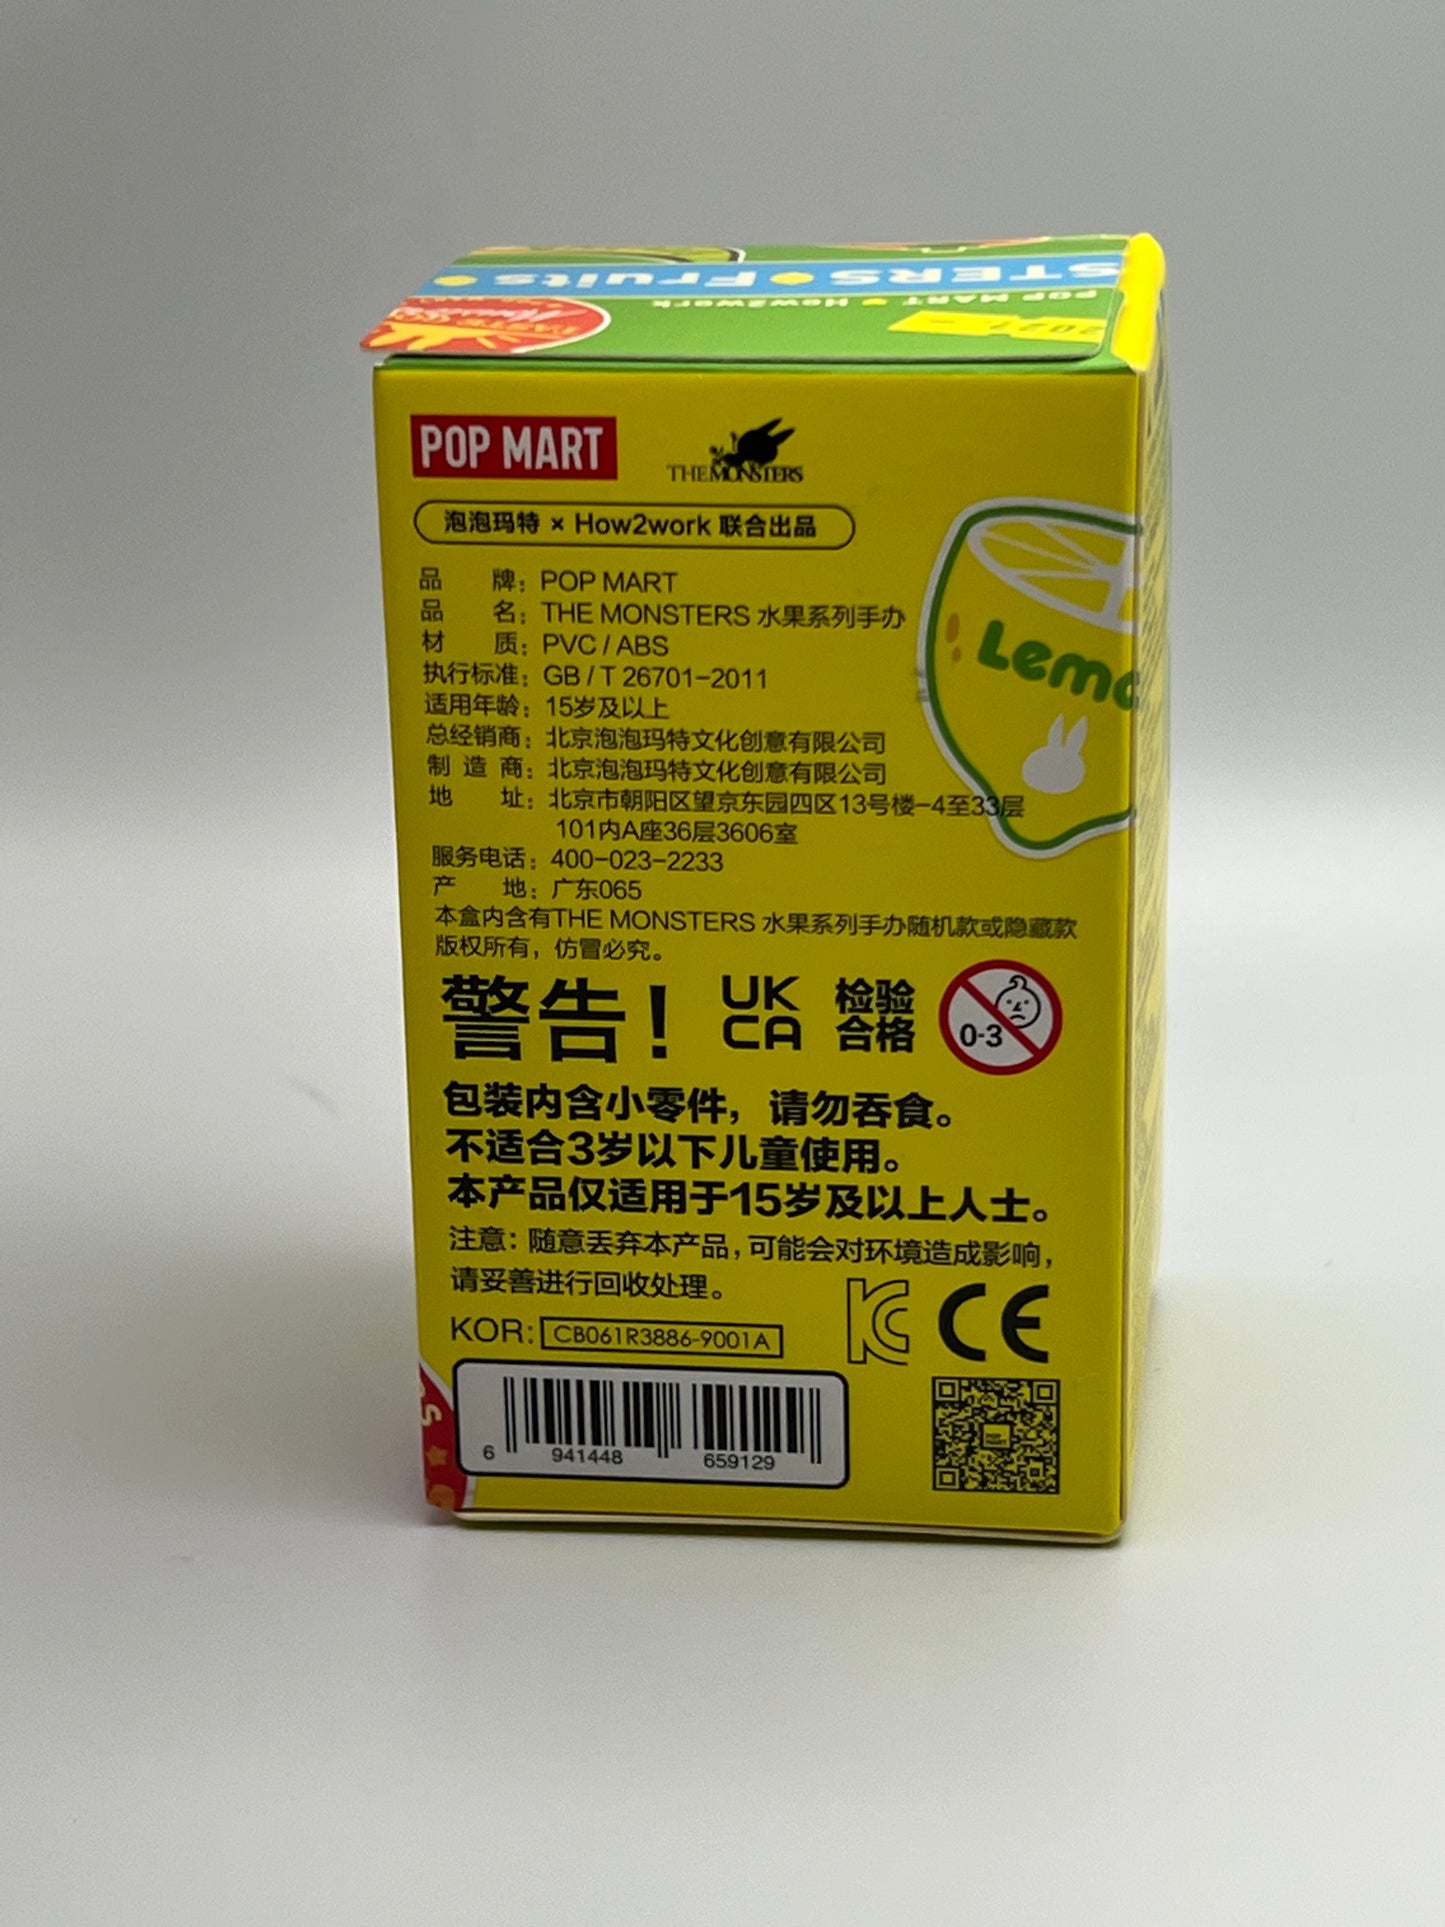 STERS Fruits
POP MART How2work
POP MART
THE MONSTERS
泡泡玛特 × How2work 联合出品
品 牌：POP MART
品 名：THE MONSTERS 水果系列手办
材 质：PVC / ABS
执行标准：GB / T 26701-2011
适用年龄：15岁及以上
总经销商：北京泡泡玛特文化创意有限公司
制 造 商：北京泡泡玛特文化创意有限公司
地 址：北京市朝阳区望京东园四区13号楼-4至33层
101内A座36层3606室
服务电话：400-023-2233
产 地：广东065
本盒内含有THE MONSTERS 水果系列手办随机款或隐藏款
版权所有，仿冒必究。
Lemo
警告！
UK
CA
检验
合格
0-3
包装内含小零件，请勿吞食。
不适合3岁以下儿童使用。
本产品仅适用于15岁及以上人士。
注意：随意丢弃本产品，可能会对环境造成影响，
请妥善进行回收处理。
KOR: CB061R3886-9001A
KC CE
6 941448 659129
POP MART